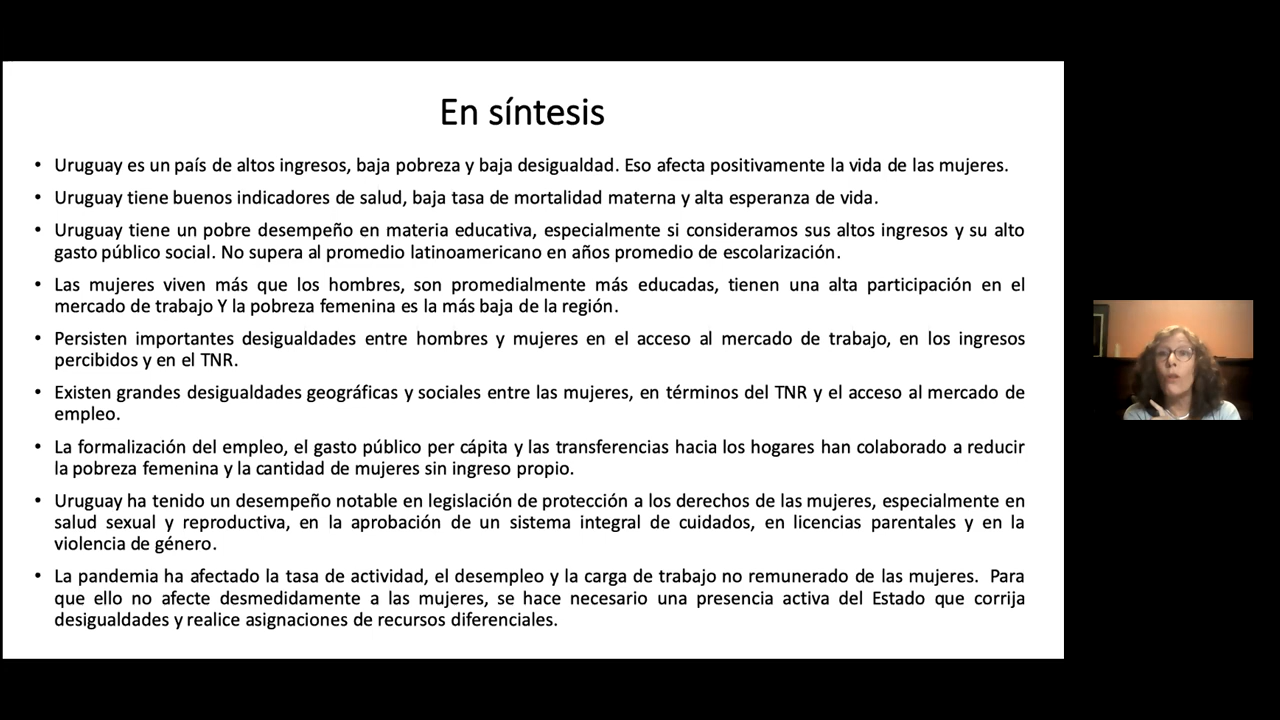 En síntesis
• Uruguay es un país de altos ingresos, baja pobreza y baja desigualdad. Eso afecta positivamente la vida de las mujeres.
• Uruguay tiene buenos indicadores de salud, baja tasa de mortalidad materna y alta esperanza de vida.
• Uruguay tiene un pobre desempeño en materia educativa, especialmente si consideramos sus altos ingresos y su alto
gasto público social. No supera al promedio latinoamericano en años promedio de escolarización.
• Las mujeres viven más que los hombres, son promedialmente más educadas, tienen una alta participación en el
mercado de trabajo Y la pobreza femenina es la más baja de la región.
• Persisten importantes desigualdades entre hombres y mujeres en el acceso al mercado de trabajo, en los ingresos
percibidos y en el TNR.
• Existen grandes desigualdades geográficas y sociales entre las mujeres, en términos del TNR y el acceso al mercado de
empleo.
• La formalización del empleo, el gasto público per cápita y las transferencias hacia los hogares han colaborado a reducir
la pobreza femenina y la cantidad de mujeres sin ingreso propio.
• Uruguay ha tenido un desempeño notable en legislación de protección a los derechos de las mujeres, especialmente en
salud sexual y reproductiva, en la aprobación de un sistema integral de cuidados, en licencias parentales y en la
violencia de género.
• La pandemia ha afectado la tasa de actividad, el desempleo y la carga de trabajo no remunerado de las mujeres. Para
que ello no afecte desmedidamente a las mujeres, se hace necesario una presencia activa del Estado que corrija
desigualdades y realice asignaciones de recursos diferenciales.